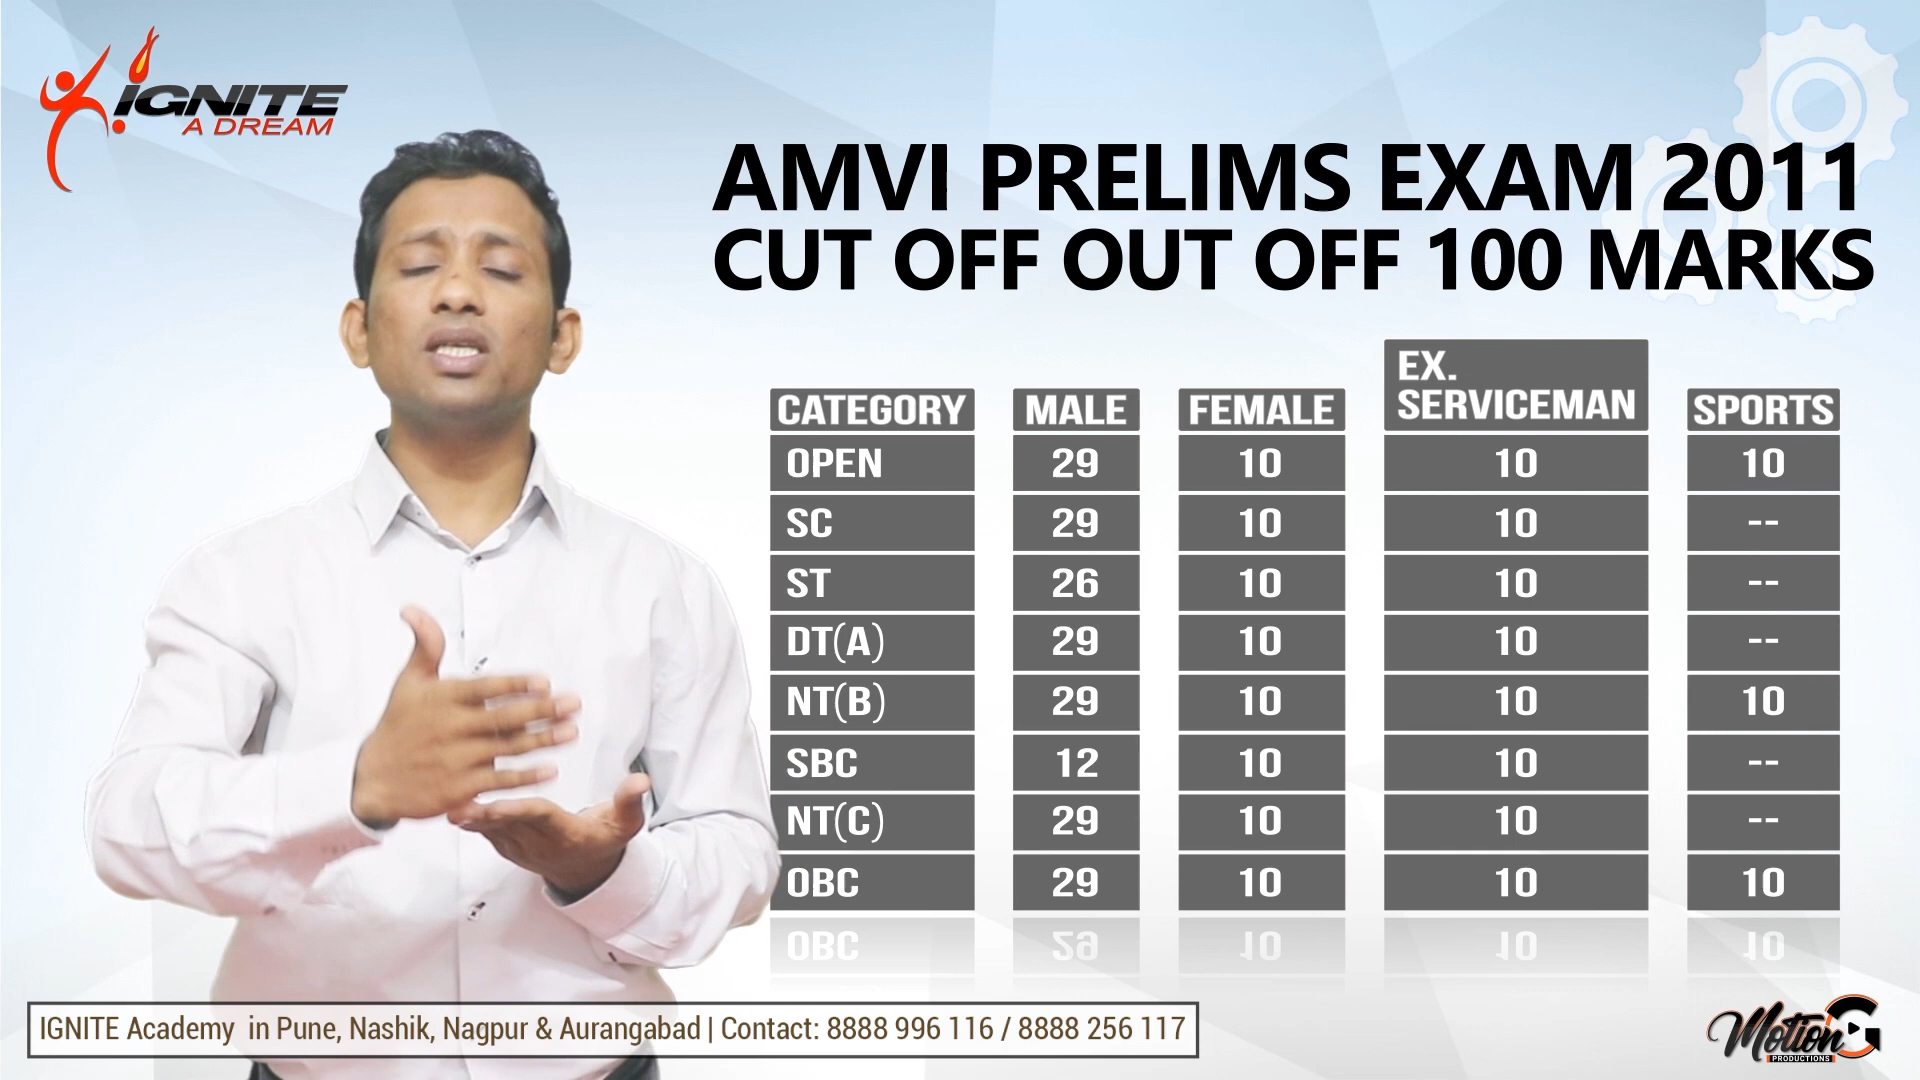 IGNITE
A DREAM
AMVI PRELIMS EXAM 2011
CUT OFF OUT OFF 100 MARKS
CATEGORY MALE FEMALE EX. SERVICEMAN SPORTS
OPEN 29 10 10 10
SC 29 10 10 --
ST 26 10 10 --
DT(A) 29 10 10 --
NT(B) 29 10 10 10
SBC 12 10 10 --
NT(C) 29 10 10 --
OBC 29 10 10 10
IGNITE Academy in Pune, Nashik, Nagpur & Aurangabad | Contact: 8888 996 116 / 8888 256 117
Motion G
PRODUCTIONS